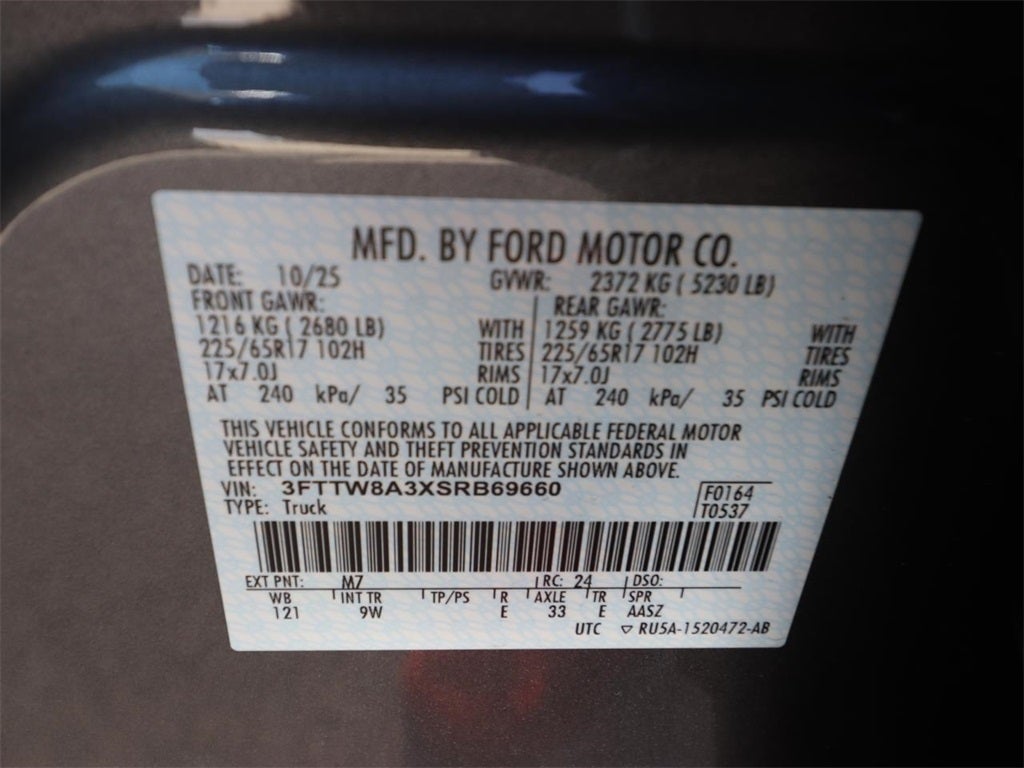 MFD. BY FORD MOTOR CO.
DATE: 10/25 GVWR: 2372 KG ( 5230 LB)
FRONT GAWR: REAR GAWR:
1216 KG ( 2680 LB) WITH 1259 KG ( 2775 LB) WITH
225/65R17 102H TIRES 225/65R17 102H TIRES
17x7.0J RIMS 17x7.0J RIMS
AT 240 kPa/ 35 PSI COLD AT 240 kPa/ 35 PSI COLD
THIS VEHICLE CONFORMS TO ALL APPLICABLE FEDERAL MOTOR
VEHICLE SAFETY AND THEFT PREVENTION STANDARDS IN
EFFECT ON THE DATE OF MANUFACTURE SHOWN ABOVE.
VIN: 3FTTW8A3XSRB69660 F0164
TYPE: Truck T0537
EXT PNT: M7 RC: 24 DSO:
WB INT TR TP/PS R AXLE TR SPR
121 9W E 33 E AASZ
UTC ▽ RU5A-1520472-AB